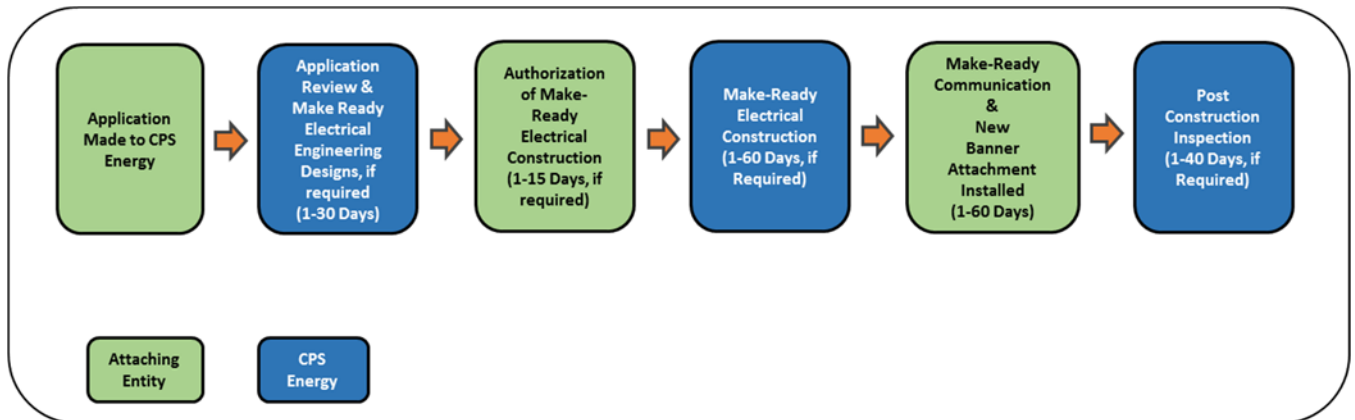 Application
Made to CPS
Energy
Application
Review &
Make Ready
Electrical
Engineering
Designs, if
required
(1-30 Days)
Authorization
of Make-
Ready
Electrical
Construction
(1-15 Days, if
required)
Make-Ready
Electrical
Construction
(1-60 Days, if
Required)
Make-Ready
Communication
&
New
Banner
Attachment
Installed
(1-60 Days)
Post
Construction
Inspection
(1-40 Days, if
Required)
Attaching
Entity
CPS
Energy